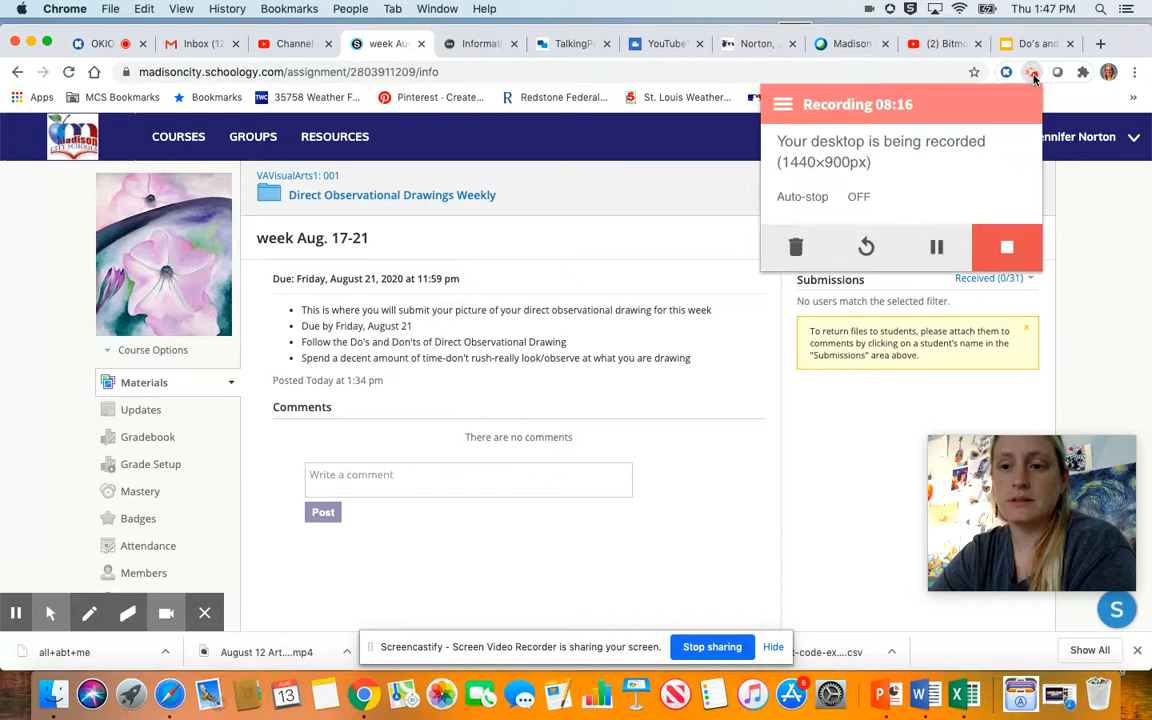 Chrome File Edit View History Bookmarks People Tab Window Help Thu 1:47 PM
OKIO Inbox (12 Channel week Au Informati TalkingP YouTube Norton, Madison (2) Bitmo Do's and
madisoncity.schoology.com/assignment/2803911209/info
Apps MCS Bookmarks Bookmarks 35758 Weather F... Pinterest - Create... Redstone Federal... St. Louis Weather...
Recording 08:16
Your desktop is being recorded
(1440×900px)
Auto-stop OFF
COURSES GROUPS RESOURCES ennifer Norton
VAVisualArts1: 001
Direct Observational Drawings Weekly
week Aug. 17-21
Due: Friday, August 21, 2020 at 11:59 pm
• This is where you will submit your picture of your direct observational drawing for this week
• Due by Friday, August 21
• Follow the Do's and Don'ts of Direct Observational Drawing
• Spend a decent amount of time-don't rush-really look/observe at what you are drawing
Posted Today at 1:34 pm
Comments
There are no comments
Write a comment
Post
Submissions Received (0/31)
No users match the selected filter.
To return files to students, please attach them to
comments by clicking on a student's name in the
"Submissions" area above.
x
Course Options
Materials
Updates
Gradebook
Grade Setup
Mastery
Badges
Attendance
Members
S
Screencastify - Screen Video Recorder is sharing your screen. Stop sharing Hide
all+abt+me August 12 Art....mp4 t-code-ex....csv Show All
AUG
13
6